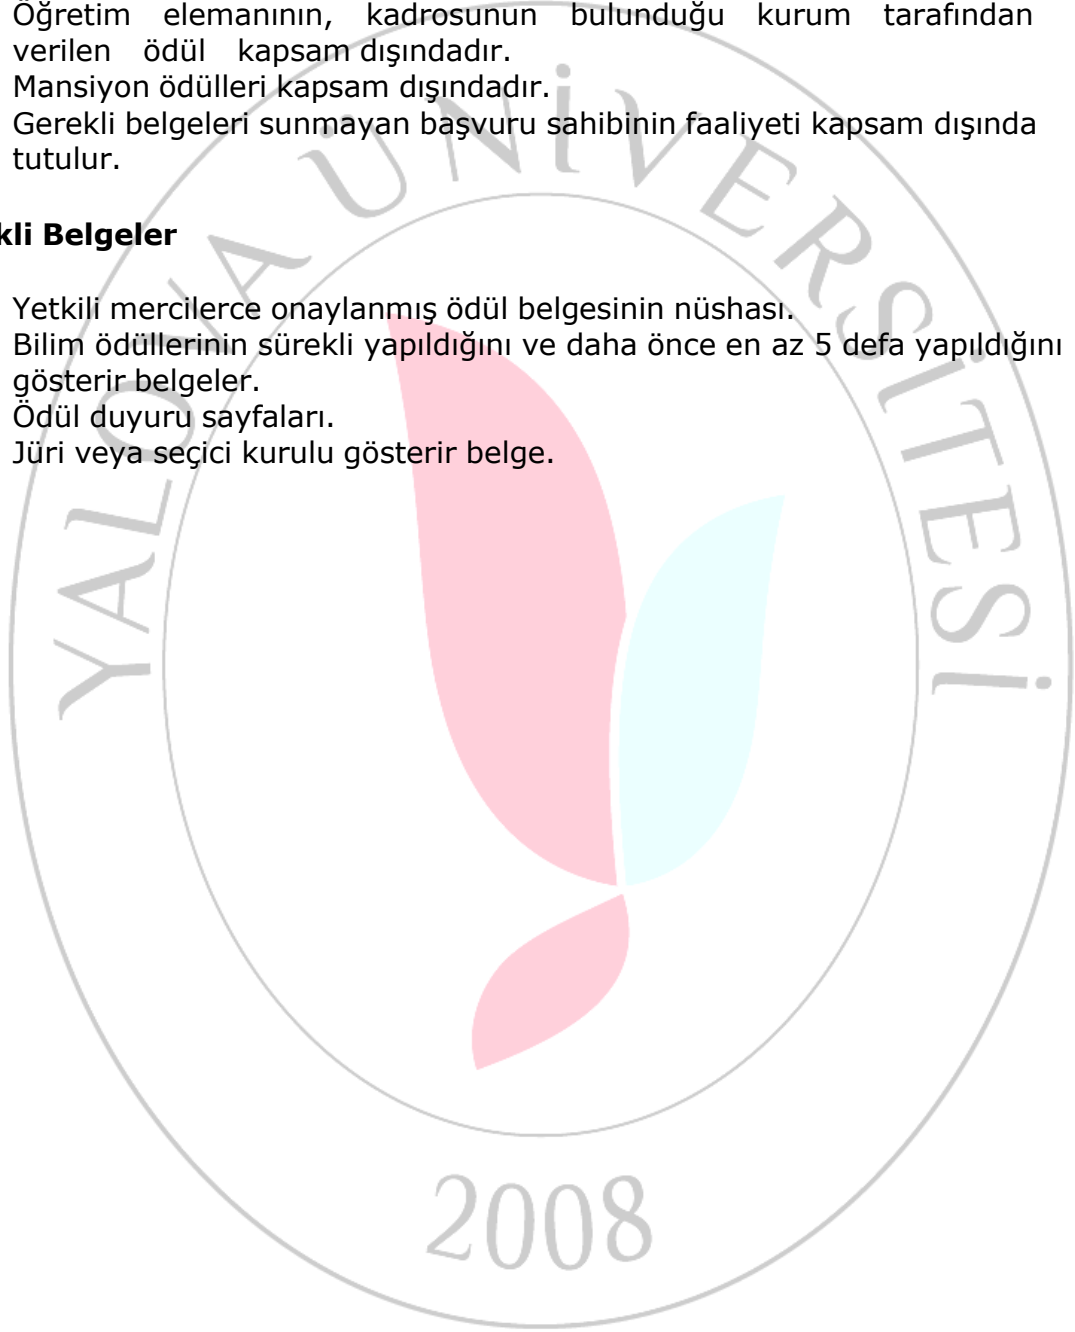 Öğretim elemanının, kadrosunun bulunduğu kurum tarafından
verilen ödül kapsam dışındadır.
Mansiyon ödülleri kapsam dışındadır.
Gerekli belgeleri sunmayan başvuru sahibinin faaliyeti kapsam dışında
tutulur.
kli Belgeler
Yetkili mercilerce onaylanmış ödül belgesinin nüshası.
Bilim ödüllerinin sürekli yapıldığını ve daha önce en az 5 defa yapıldığını
gösterir belgeler.
Ödül duyuru sayfaları.
Jüri veya seçici kurulu gösterir belge.
YALOVA ÜNİVERSİTESİ
2008